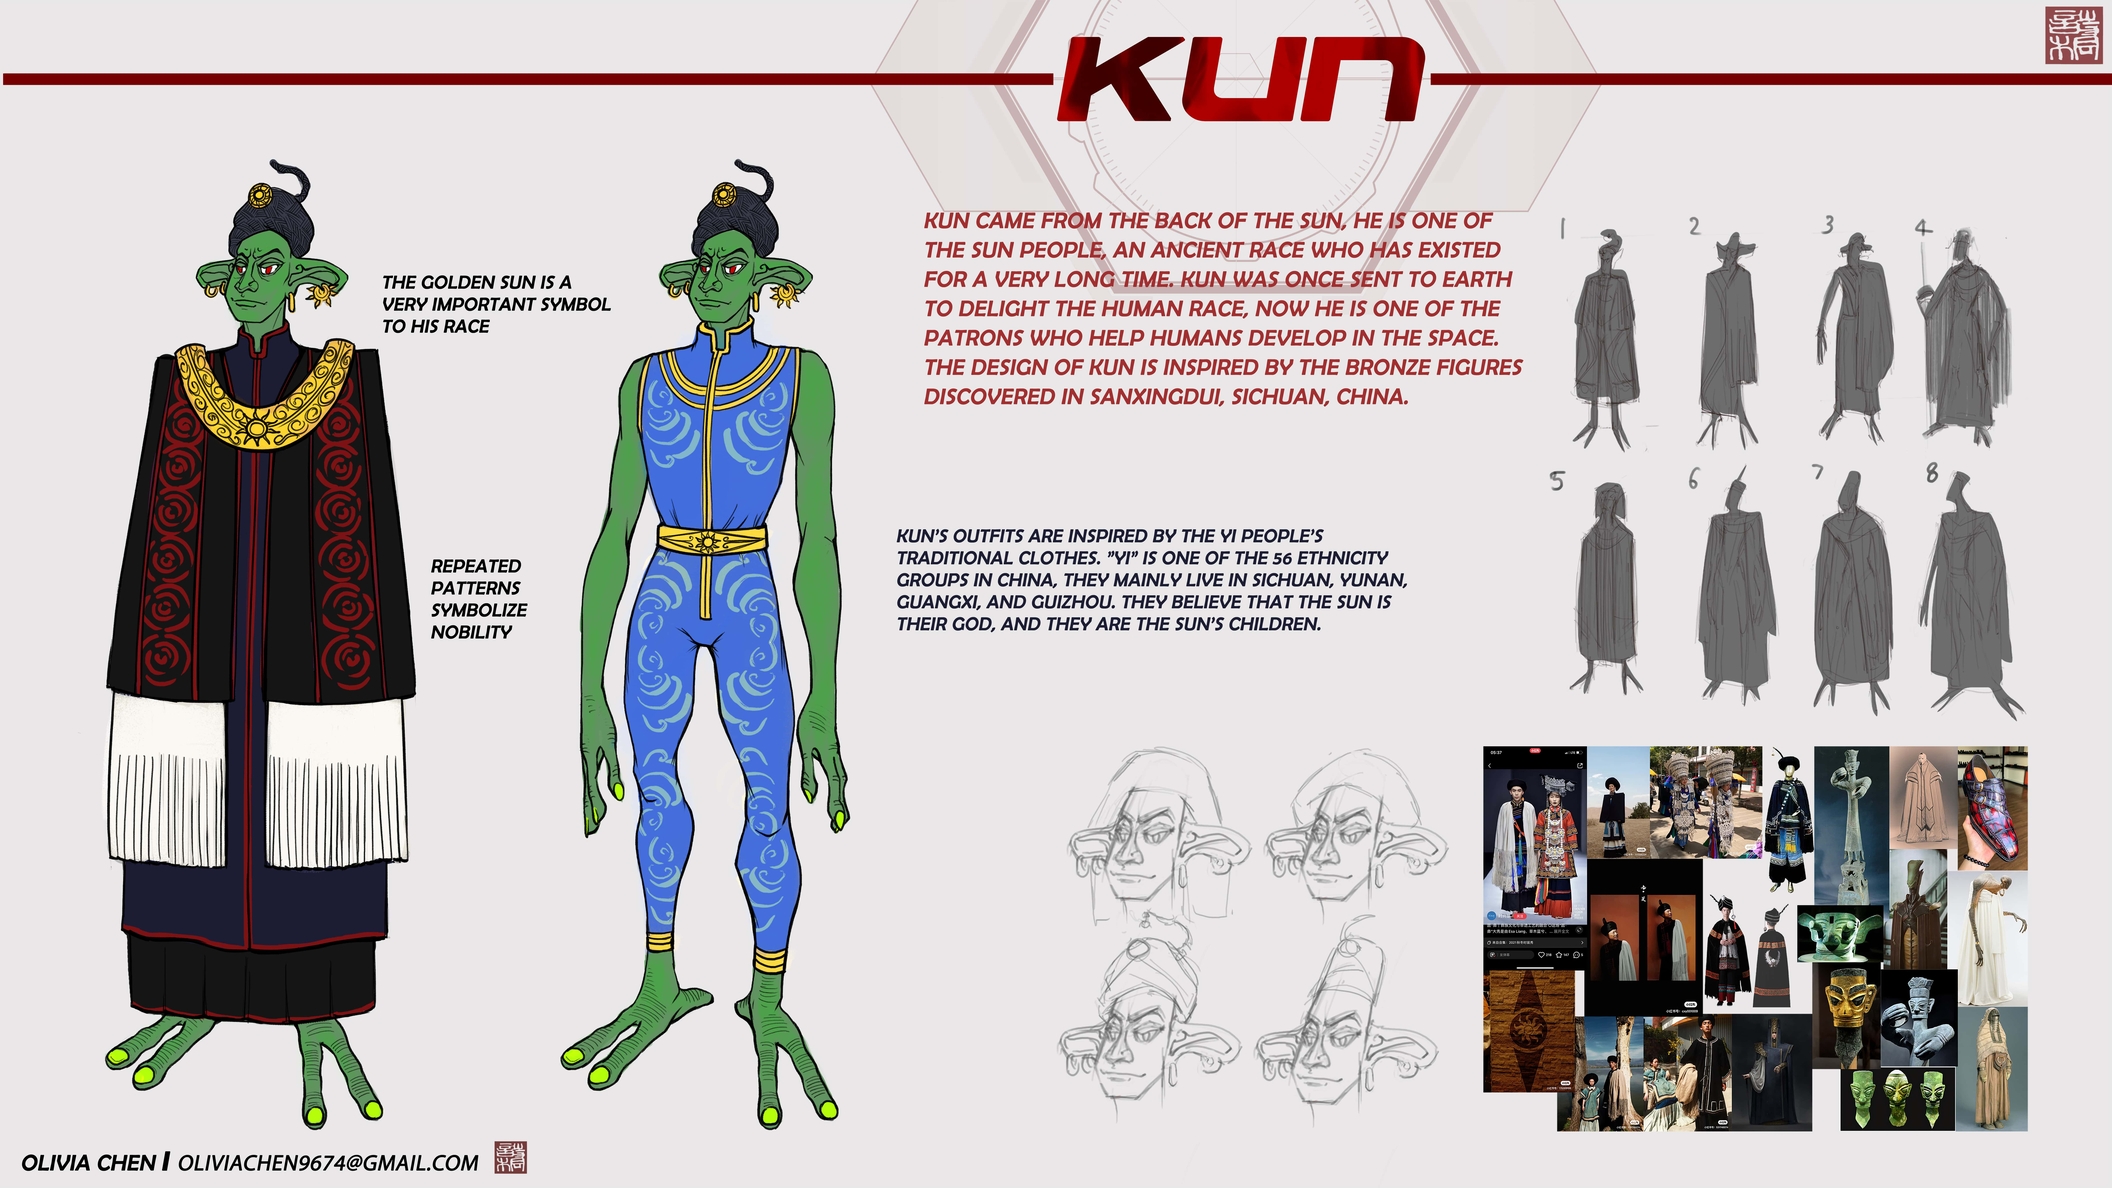 KUN
KUN CAME FROM THE BACK OF THE SUN, HE IS ONE OF
THE SUN PEOPLE, AN ANCIENT RACE WHO HAS EXISTED
FOR A VERY LONG TIME. KUN WAS ONCE SENT TO EARTH
TO DELIGHT THE HUMAN RACE, NOW HE IS ONE OF THE
PATRONS WHO HELP HUMANS DEVELOP IN THE SPACE.
THE DESIGN OF KUN IS INSPIRED BY THE BRONZE FIGURES
DISCOVERED IN SANXINGDUI, SICHUAN, CHINA.
THE GOLDEN SUN IS A
VERY IMPORTANT SYMBOL
TO HIS RACE
REPEATED
PATTERNS
SYMBOLIZE
NOBILITY
KUN'S OUTFITS ARE INSPIRED BY THE YI PEOPLE'S
TRADITIONAL CLOTHES. "YI" IS ONE OF THE 56 ETHNICITY
GROUPS IN CHINA, THEY MAINLY LIVE IN SICHUAN, YUNAN,
GUANGXI, AND GUIZHOU. THEY BELIEVE THAT THE SUN IS
THEIR GOD, AND THEY ARE THE SUN'S CHILDREN.
1 2 3 4
5 6 7 8
05:37
OLIVIA CHEN | OLIVIACHEN9674@GMAIL.COM